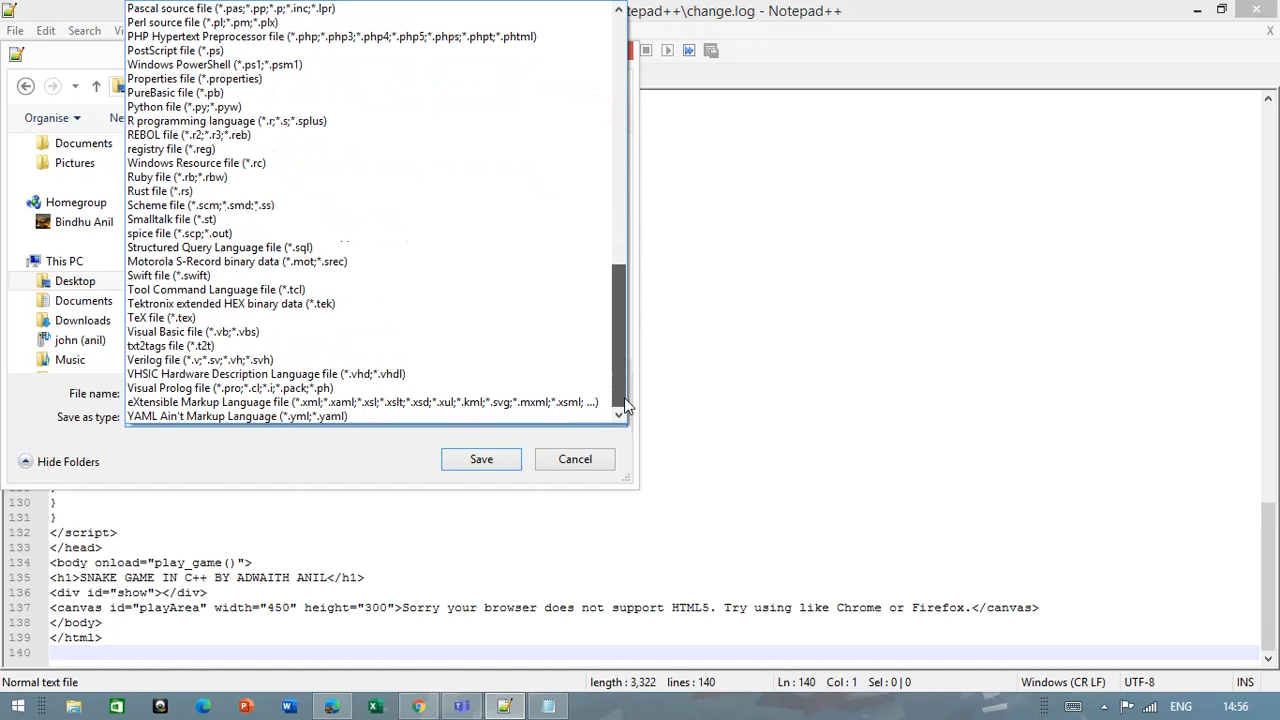 Pascal source file (*.pas;*.pp;*.p;*.inc;*.lpr)
otepad++\change.log - Notepad++
Perl source file (*.pl;*.pm;*.plx)
File Edit Search
PHP Hypertext Preprocessor file (*.php;*.php3;*.php4;*.php5;*.phps;*.phpt;*.phtml)
X
PostScript file (*.ps)
Windows PowerShell (*.ps1;*.psm1)
Properties file (*.properties)
PureBasic file (*.pb)
Python file (*.py;*.pyw)
Organise
Ne
R programming language (*.r;*.s;*.splus)
REBOL file (*.r2;*.r3;*.reb)
Documents
registry file (*.reg)
Pictures
Windows Resource file (*.rc)
Ruby file (*.rb;*.rbw)
Rust file (*.rs)
Homegroup
Scheme file (*.scm;*.smd;*.ss)
Bindhu Anil
Smalltalk file (*.st)
spice file (*.scp;*.out)
Structured Query Language file (*.sql)
This PC
Motorola S-Record binary data (*.mot;*.srec)
Desktop
Swift file (*.swift)
Tool Command Language file (*.tcl)
Documents
Tektronix extended HEX binary data (*.tek)
Downloads
TeX file (*.tex)
Visual Basic file (*.vb;*.vbs)
john (anil)
txt2tags file (*.t2t)
Music
Verilog file (*.v;*.sv;*.vh;*.svh)
VHSIC Hardware Description Language file (*.vhd;*.vhdl)
File name:
Visual Prolog file (*.pro;*.cl;*.i;*.pack;*.ph)
eXtensible Markup Language file (*.xml;*.xaml;*.xsl;*.xslt;*.xsd;*.xul;*.kml;*.svg;*.mxml;*.xsml; ...)
Save as type:
YAML Ain't Markup Language (*.yml;*.yaml)
Hide Folders
Save
Cancel
130 }
131 }
132 </script>
133 </head>
134 <body onload="play_game()">
135 <h1>SNAKE GAME IN C++ BY ADWAITH ANIL</h1>
136 <div id="show"></div>
137 <canvas id="playArea" width="450" height="300">Sorry your browser does not support HTML5. Try using like Chrome or Firefox.</canvas>
138 </body>
139 </html>
140
Normal text file
length : 3,322 lines : 140
Ln : 140 Col : 1 Sel : 0 | 0
Windows (CR LF)
UTF-8
INS
ENG
14:56